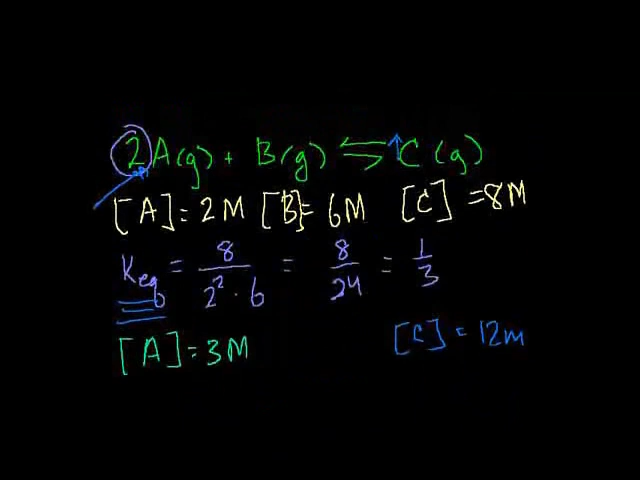 2A(g) + B(g) ⇌ C(g)
[A] = 2M [B] = 6M [C] = 8M
Keq = 8/(2² · 6) = 8/24 = 1/3
[A] = 3M [C] = 12M